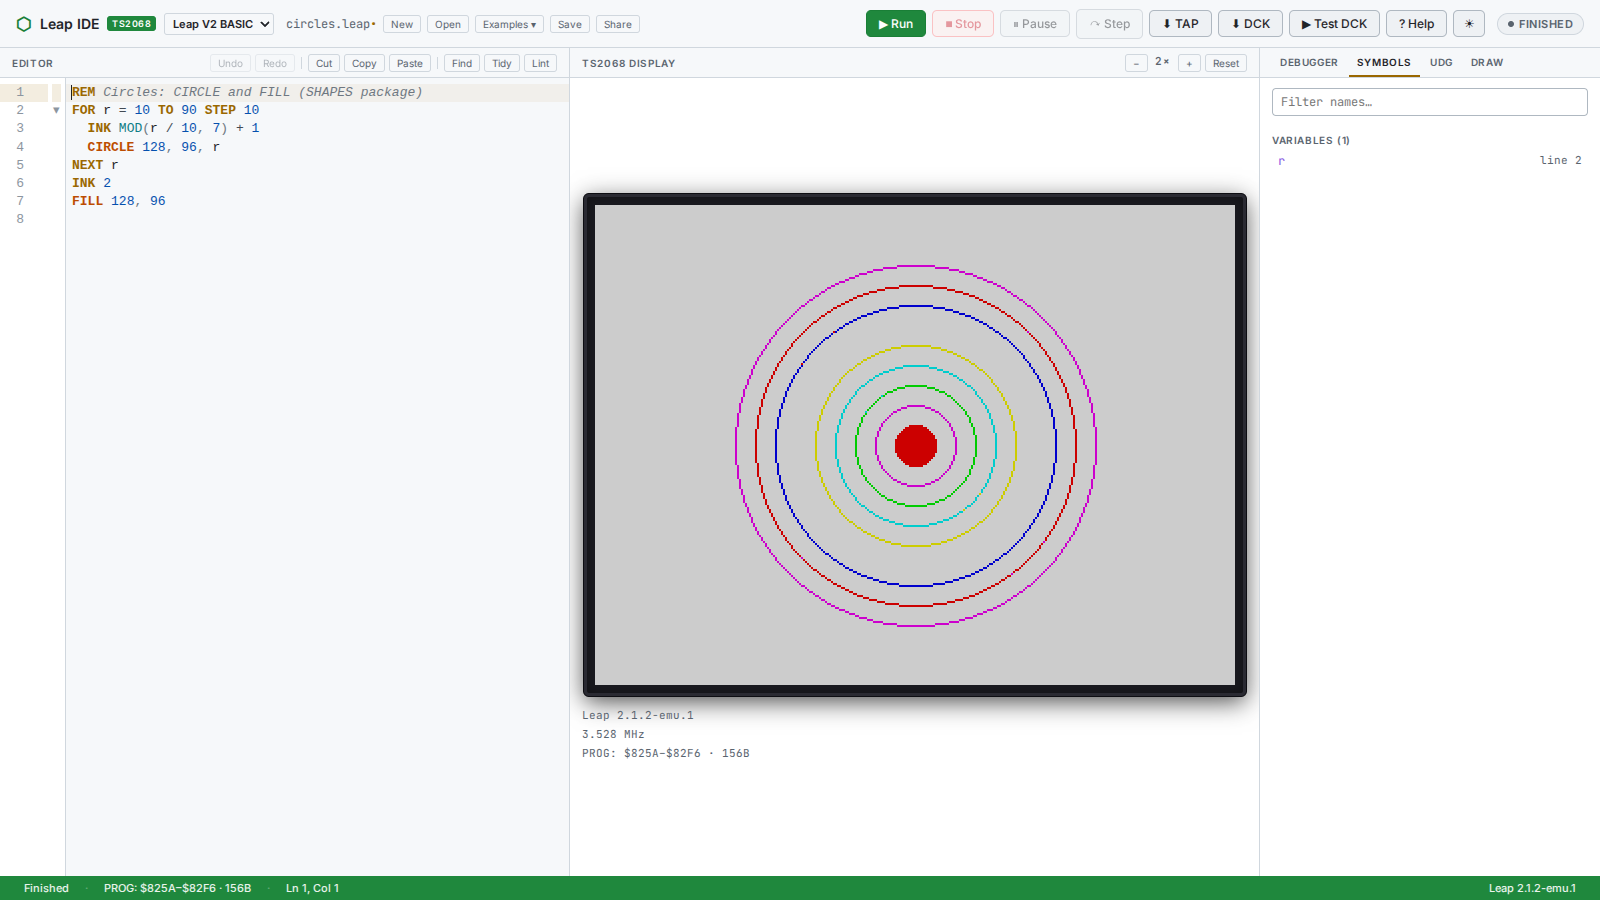 Leap IDE TS2068 Leap V2 BASIC circles.leap• New Open Examples ▾ Save Share ▶ Run Stop Pause Step ⬇ TAP ⬇ DCK ▶ Test DCK ? Help ☀ FINISHED
EDITOR Undo Redo Cut Copy Paste Find Tidy Lint
1 REM Circles: CIRCLE and FILL (SHAPES package)
2 FOR r = 10 TO 90 STEP 10
3 INK MOD(r / 10, 7) + 1
4 CIRCLE 128, 96, r
5 NEXT r
6 INK 2
7 FILL 128, 96
8
TS2068 DISPLAY − 2× + Reset
Leap 2.1.2-emu.1
3.528 MHz
PROG: $825A–$82F6 · 156B
DEBUGGER SYMBOLS UDG DRAW
Filter names…
VARIABLES (1)
r line 2
Finished · PROG: $825A–$82F6 · 156B · Ln 1, Col 1 Leap 2.1.2-emu.1